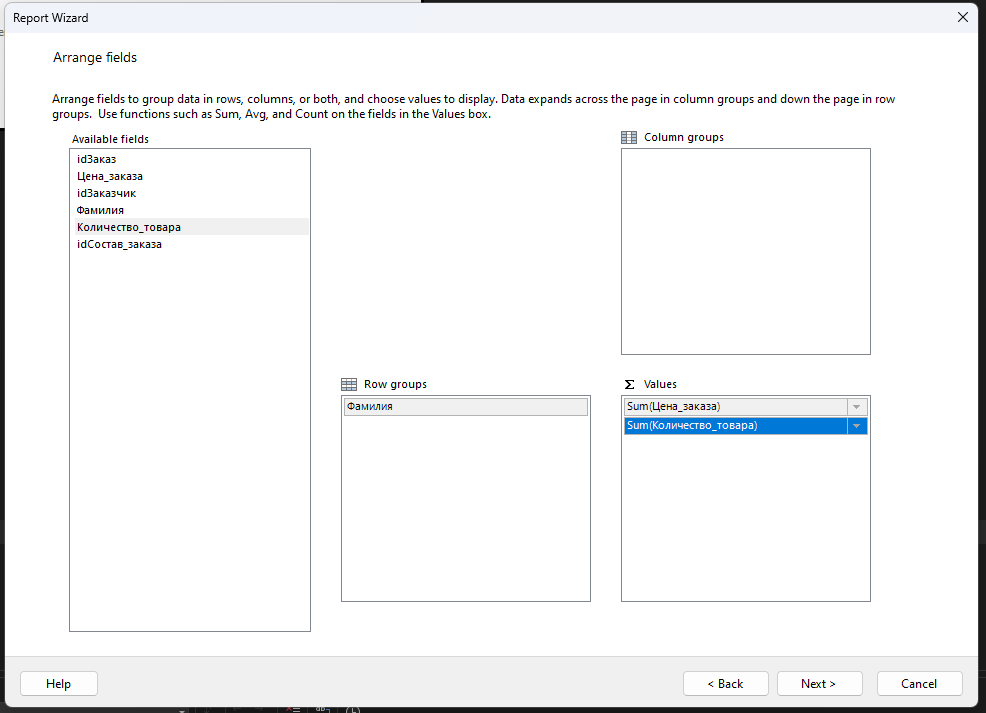 Report Wizard
Arrange fields
Arrange fields to group data in rows, columns, or both, and choose values to display. Data expands across the page in column groups and down the page in row
groups.  Use functions such as Sum, Avg, and Count on the fields in the Values box.
Available fields
idЗаказ
Цена_заказа
idЗаказчик
Фамилия
Количество_товара
idСостав_заказа
Column groups
Row groups
Фамилия
Σ Values
Sum(Цена_заказа)
Sum(Количество_товара)
Help
< Back
Next >
Cancel